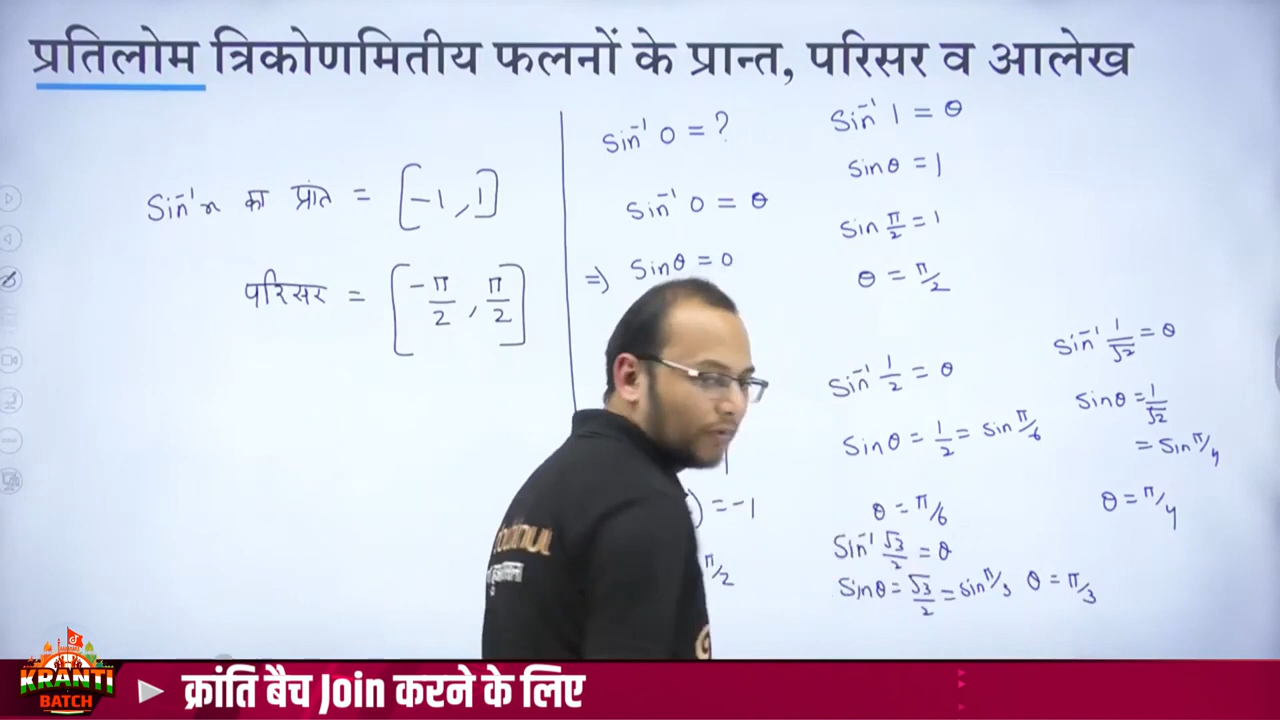 प्रतिलोम त्रिकोणमितीय फलनों के प्रान्त, परिसर व आलेख
Sin⁻¹x का प्रांत = [-1, 1]
परिसर = [-π/2, π/2]
Sin⁻¹ 0 = ?
Sin⁻¹ 0 = θ
=> Sinθ = 0
) = -1
π/2
Sin⁻¹ 1 = θ
Sinθ = 1
Sin π/2 = 1
θ = π/2
Sin⁻¹ 1/2 = θ
Sinθ = 1/2 = Sin π/6
θ = π/6
Sin⁻¹ √3/2 = θ
Sinθ = √3/2 = Sin π/3 θ = π/3
Sin⁻¹ 1/√2 = θ
Sinθ = 1/√2
= Sin π/4
θ = π/4
KRANTI
BATCH
क्रांति बैच Join करने के लिए